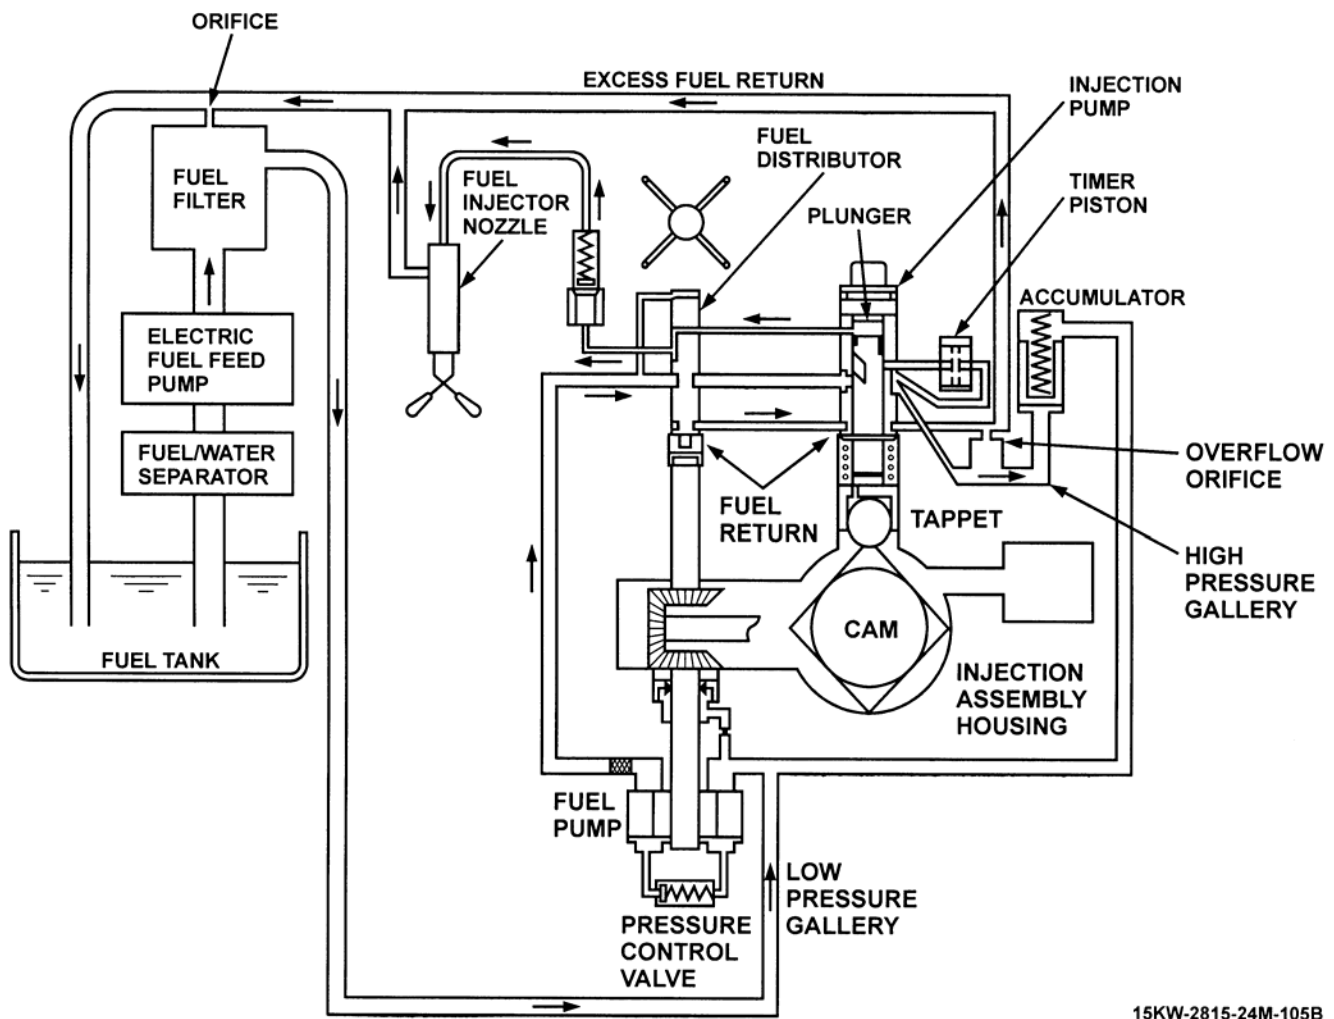 ORIFICE
EXCESS FUEL RETURN
INJECTION
PUMP
FUEL
DISTRIBUTOR
FUEL
FILTER
FUEL
INJECTOR
NOZZLE
PLUNGER
TIMER
PISTON
ACCUMULATOR
ELECTRIC
FUEL FEED
PUMP
FUEL/WATER
SEPARATOR
OVERFLOW
ORIFICE
FUEL
RETURN
TAPPET
HIGH
PRESSURE
GALLERY
CAM
FUEL TANK
INJECTION
ASSEMBLY
HOUSING
FUEL
PUMP
LOW
PRESSURE
GALLERY
PRESSURE
CONTROL
VALVE
15KW-2815-24M-105B